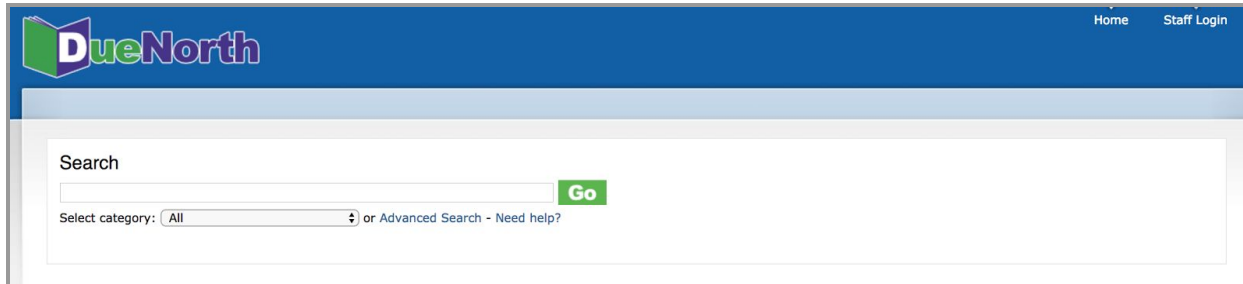 Home Staff Login
DueNorth
Search
Go
Select category: All or Advanced Search - Need help?